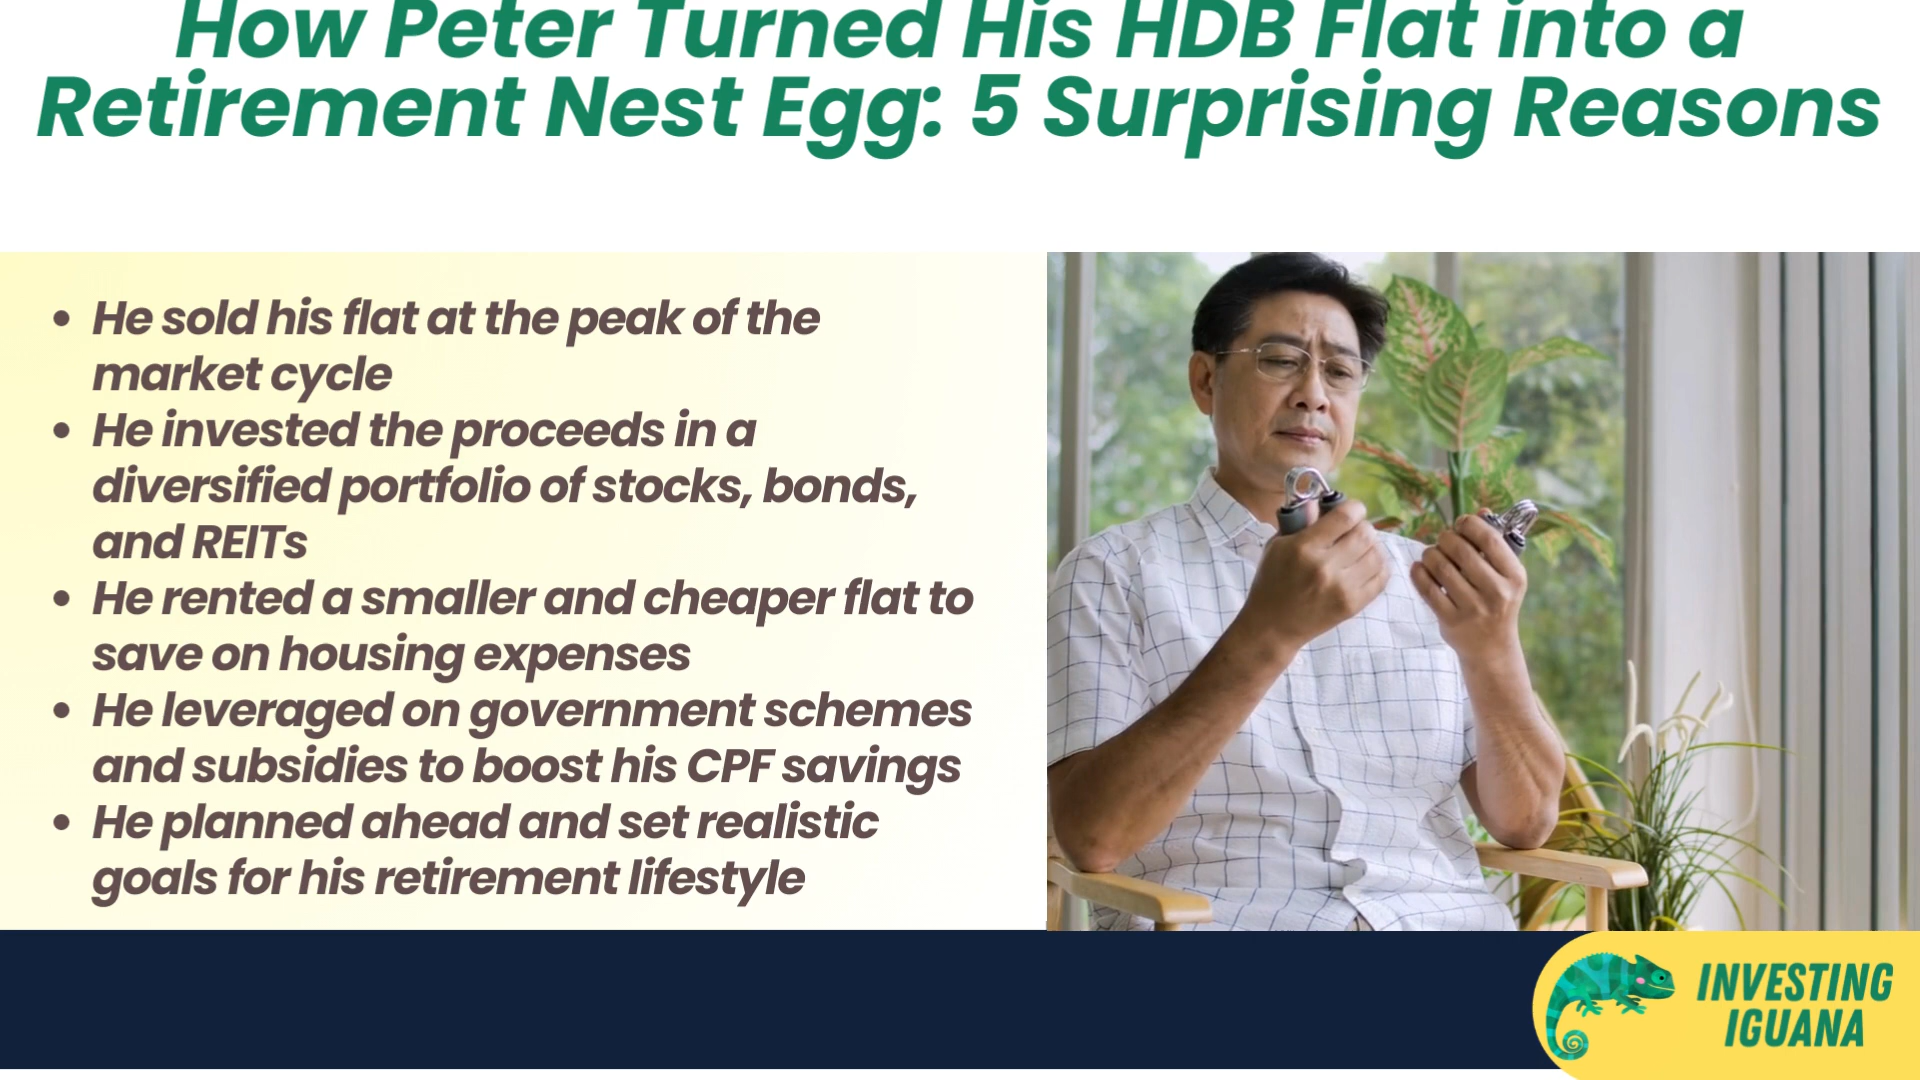 How Peter Turned His HDB Flat into a
Retirement Nest Egg: 5 Surprising Reasons
• He sold his flat at the peak of the
market cycle
• He invested the proceeds in a
diversified portfolio of stocks, bonds,
and REITs
• He rented a smaller and cheaper flat to
save on housing expenses
• He leveraged on government schemes
and subsidies to boost his CPF savings
• He planned ahead and set realistic
goals for his retirement lifestyle
INVESTING
IGUANA